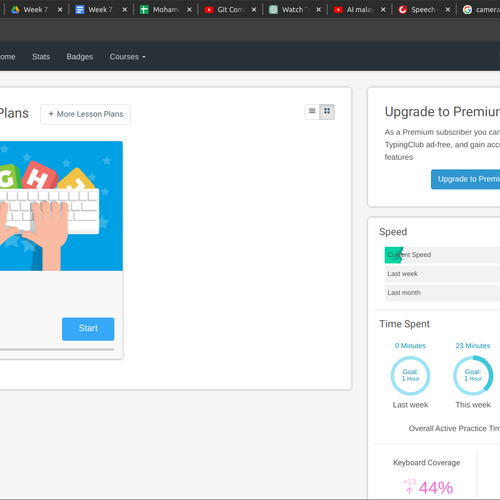 Week 7
Week 7
Moham
Git Com
Watch
AI malay
Speech
camera
ome
Stats
Badges
Courses
Plans
+ More Lesson Plans
G H
Start
Upgrade to Premium
As a Premium subscriber you can
TypingClub ad-free, and gain acce
features
Upgrade to Premi
Speed
Current Speed
Last week
Last month
Time Spent
0 Minutes
23 Minutes
Goal:
1 Hour
Goal:
1 Hour
Last week
This week
Overall Active Practice Tim
Keyboard Coverage
+13
44%